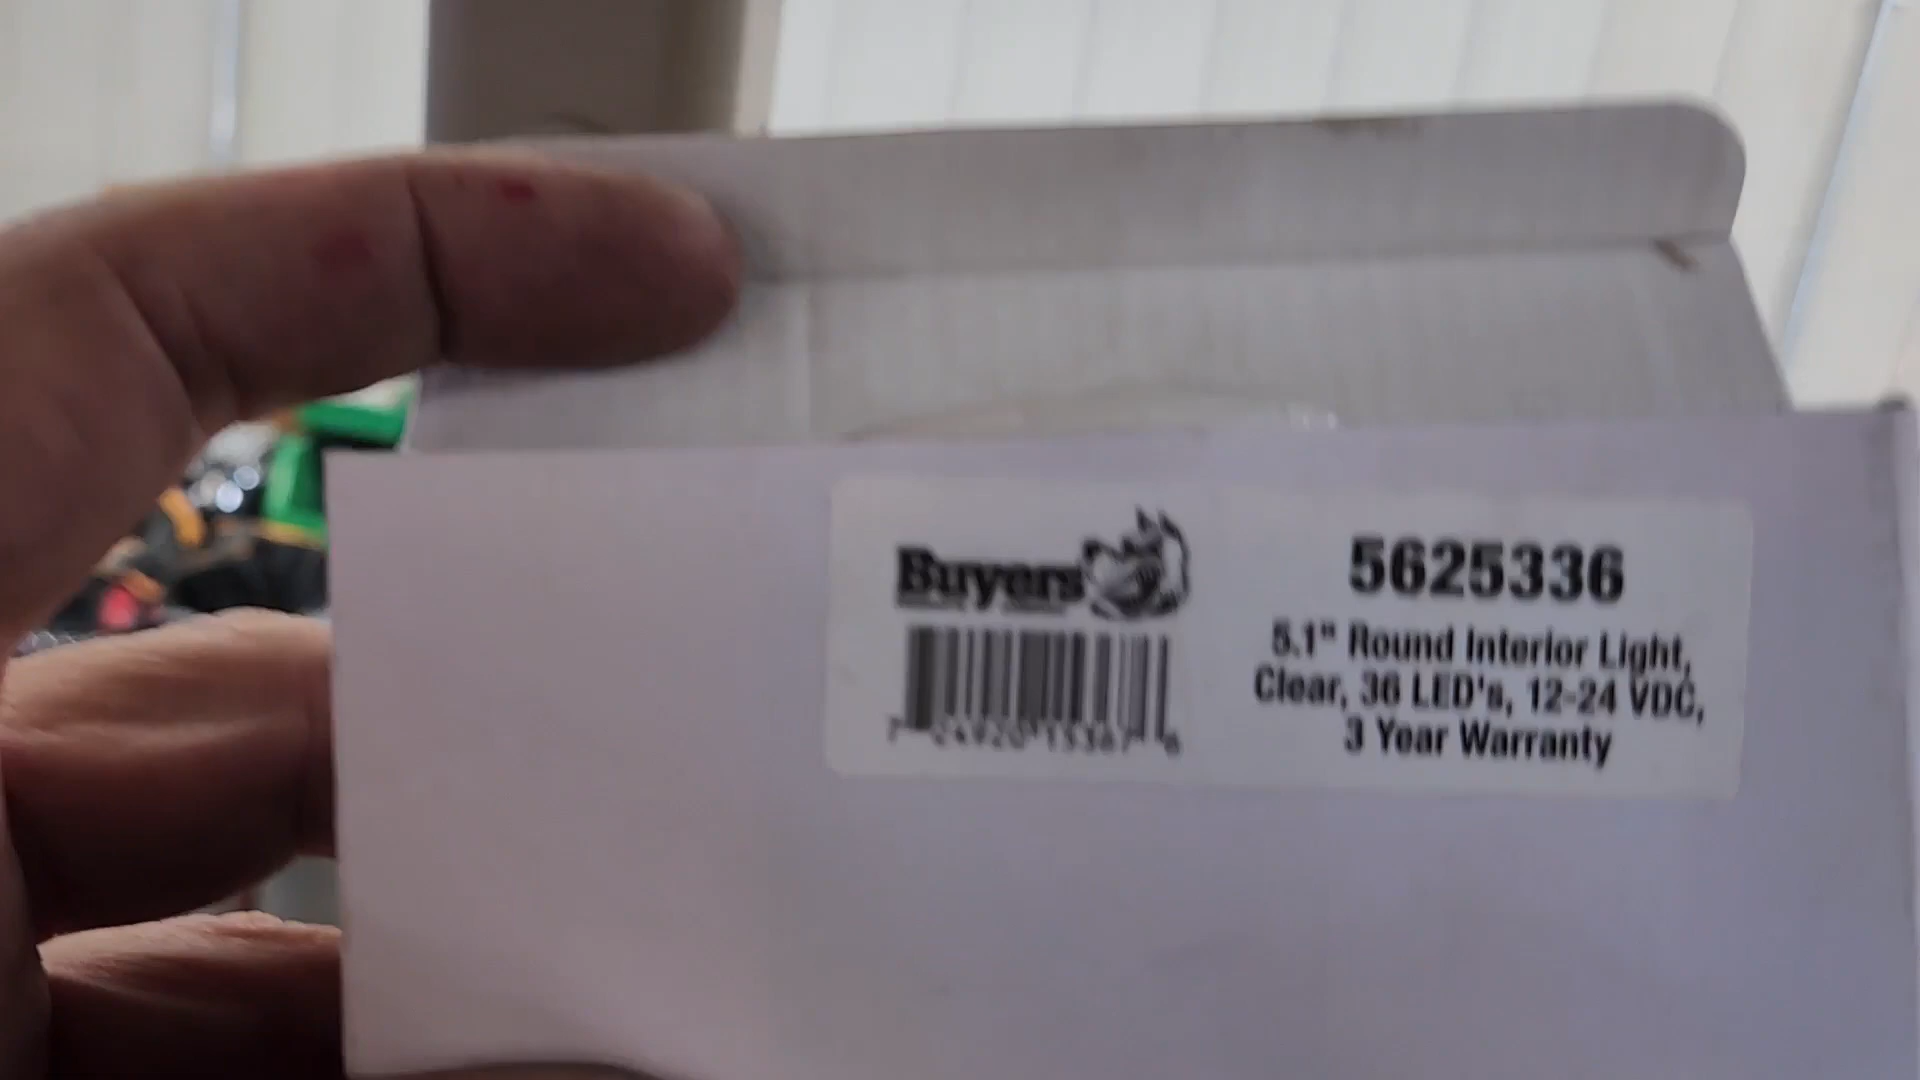 Buyers
5625336
5.1" Round Interior Light,
Clear, 36 LED's, 12-24 VDC,
3 Year Warranty